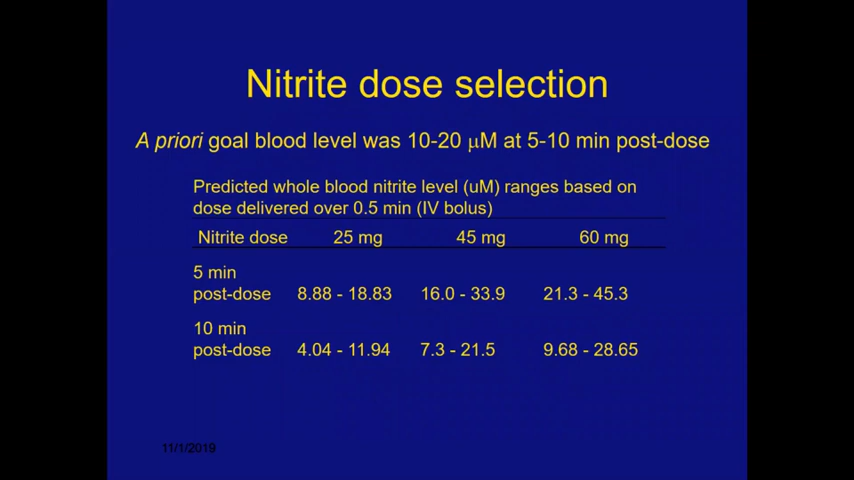 Nitrite dose selection
A priori goal blood level was 10-20 μM at 5-10 min post-dose
Predicted whole blood nitrite level (uM) ranges based on
dose delivered over 0.5 min (IV bolus)
Nitrite dose 25 mg 45 mg 60 mg
5 min
post-dose 8.88 - 18.83 16.0 - 33.9 21.3 - 45.3
10 min
post-dose 4.04 - 11.94 7.3 - 21.5 9.68 - 28.65
11/1/2019